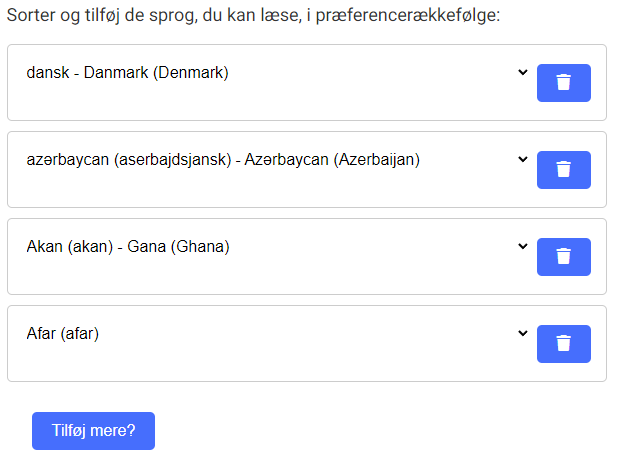 Sorter og tilføj de sprog, du kan læse, i præferencerækkefølge:
dansk - Danmark (Denmark)
azərbaycan (aserbajdsjansk) - Azərbaycan (Azerbaijan)
Akan (akan) - Gana (Ghana)
Afar (afar)
Tilføj mere?